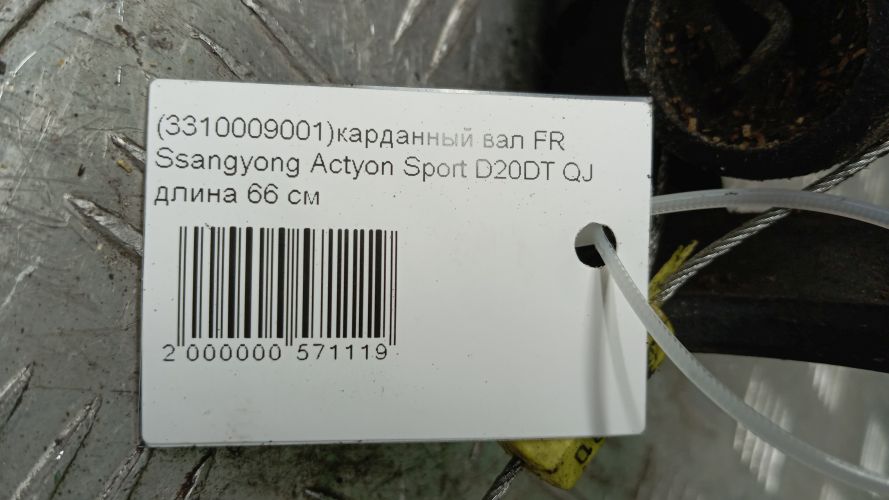 (3310009001)карданный вал FR
Ssangyong Actyon Sport D20DT QJ
длина 66 см
2 000000 571119